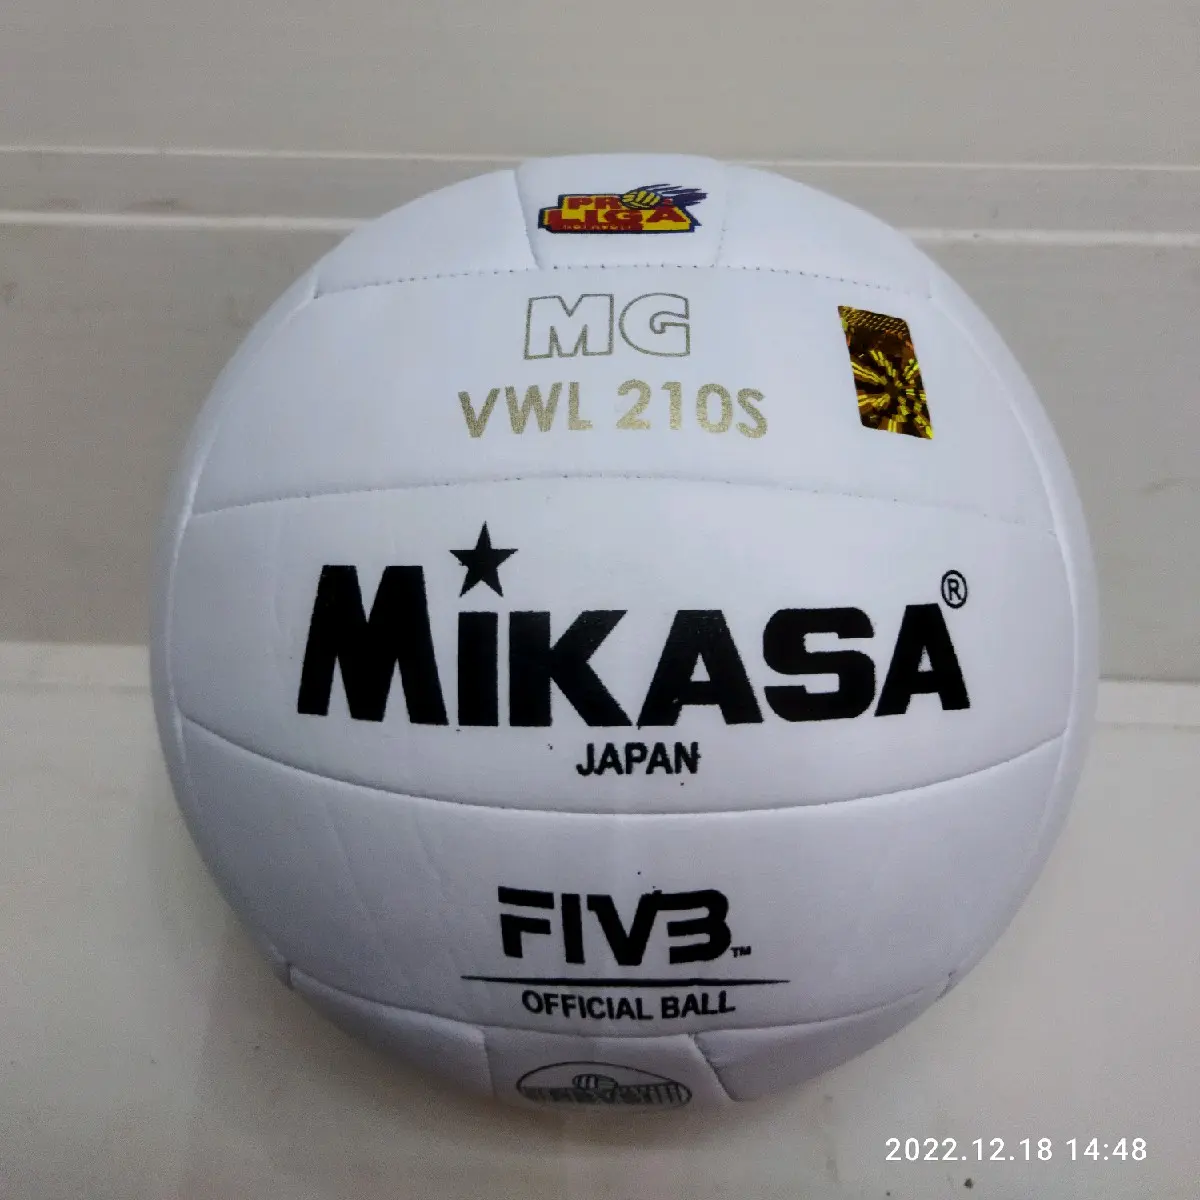 PRO
LIGA
MG
VWL 210S
MiKASA®
JAPAN
FIVB™
OFFICIAL BALL
2022.12.18 14:48